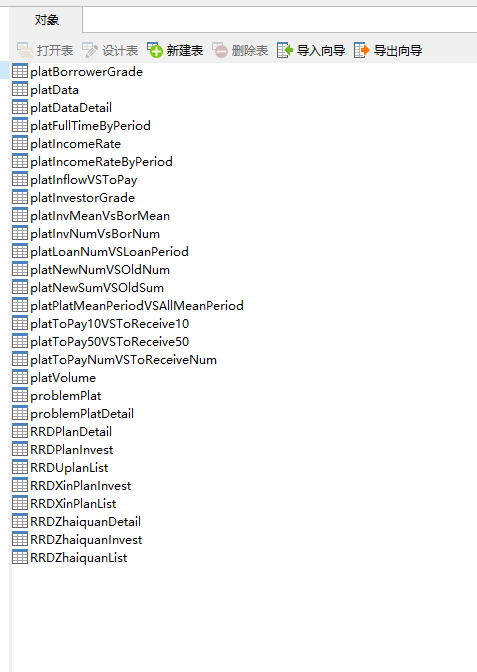 对象
打开表 设计表 新建表 删除表 导入向导 导出向导
platBorrowerGrade
platData
platDataDetail
platFullTimeByPeriod
platIncomeRate
platIncomeRateByPeriod
platInflowVSToPay
platInvestorGrade
platInvMeanVsBorMean
platInvNumVsBorNum
platLoanNumVSLoanPeriod
platNewNumVSOldNum
platNewSumVSOldSum
platPlatMeanPeriodVSAllMeanPeriod
platToPay10VSToReceive10
platToPay50VSToReceive50
platToPayNumVSToReceiveNum
platVolume
problemPlat
problemPlatDetail
RRDPlanDetail
RRDPlanInvest
RRDUplanList
RRDXinPlanInvest
RRDXinPlanList
RRDZhaiquanDetail
RRDZhaiquanInvest
RRDZhaiquanList